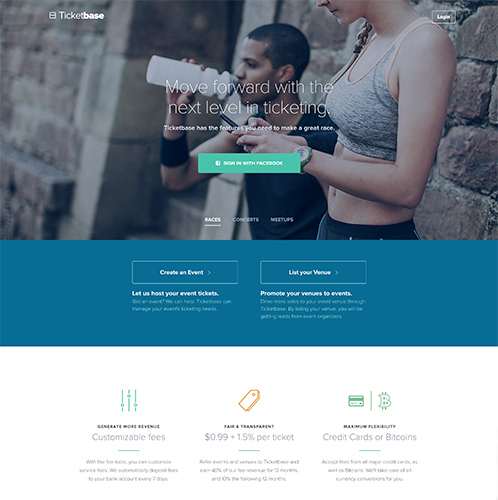 Ticketbase
Login
Move forward with the
next level in ticketing.
Ticketbase has the features you need to make a great race.
SIGN IN WITH FACEBOOK
RACES CONCERTS MEETUPS
Create an Event >
List your Venue >
Let us host your event tickets.
Got an event? We can help. Ticketbase can
manage your event's ticketing needs.
Promote your venues to events.
Drive more sales to your event venue through
Ticketbase. By listing your venue, you will be
getting leads from event organizers.
GENERATE MORE REVENUE
Customizable fees
With the fee tools, you can customize
service fees. We automatically deposit fees
to your bank account every 7 days.
FAIR & TRANSPARENT
$0.99 + 1.5% per ticket
Refer events and venues to Ticketbase and
earn 40% of our fee revenue for 12 months,
and 10% the following 12 months.
MAXIMUM FLEXIBILITY
Credit Cards or Bitcoins
Accept fees from all major credit cards, as
well as Bitcoins. We'll take care of all
currency conversions for you.